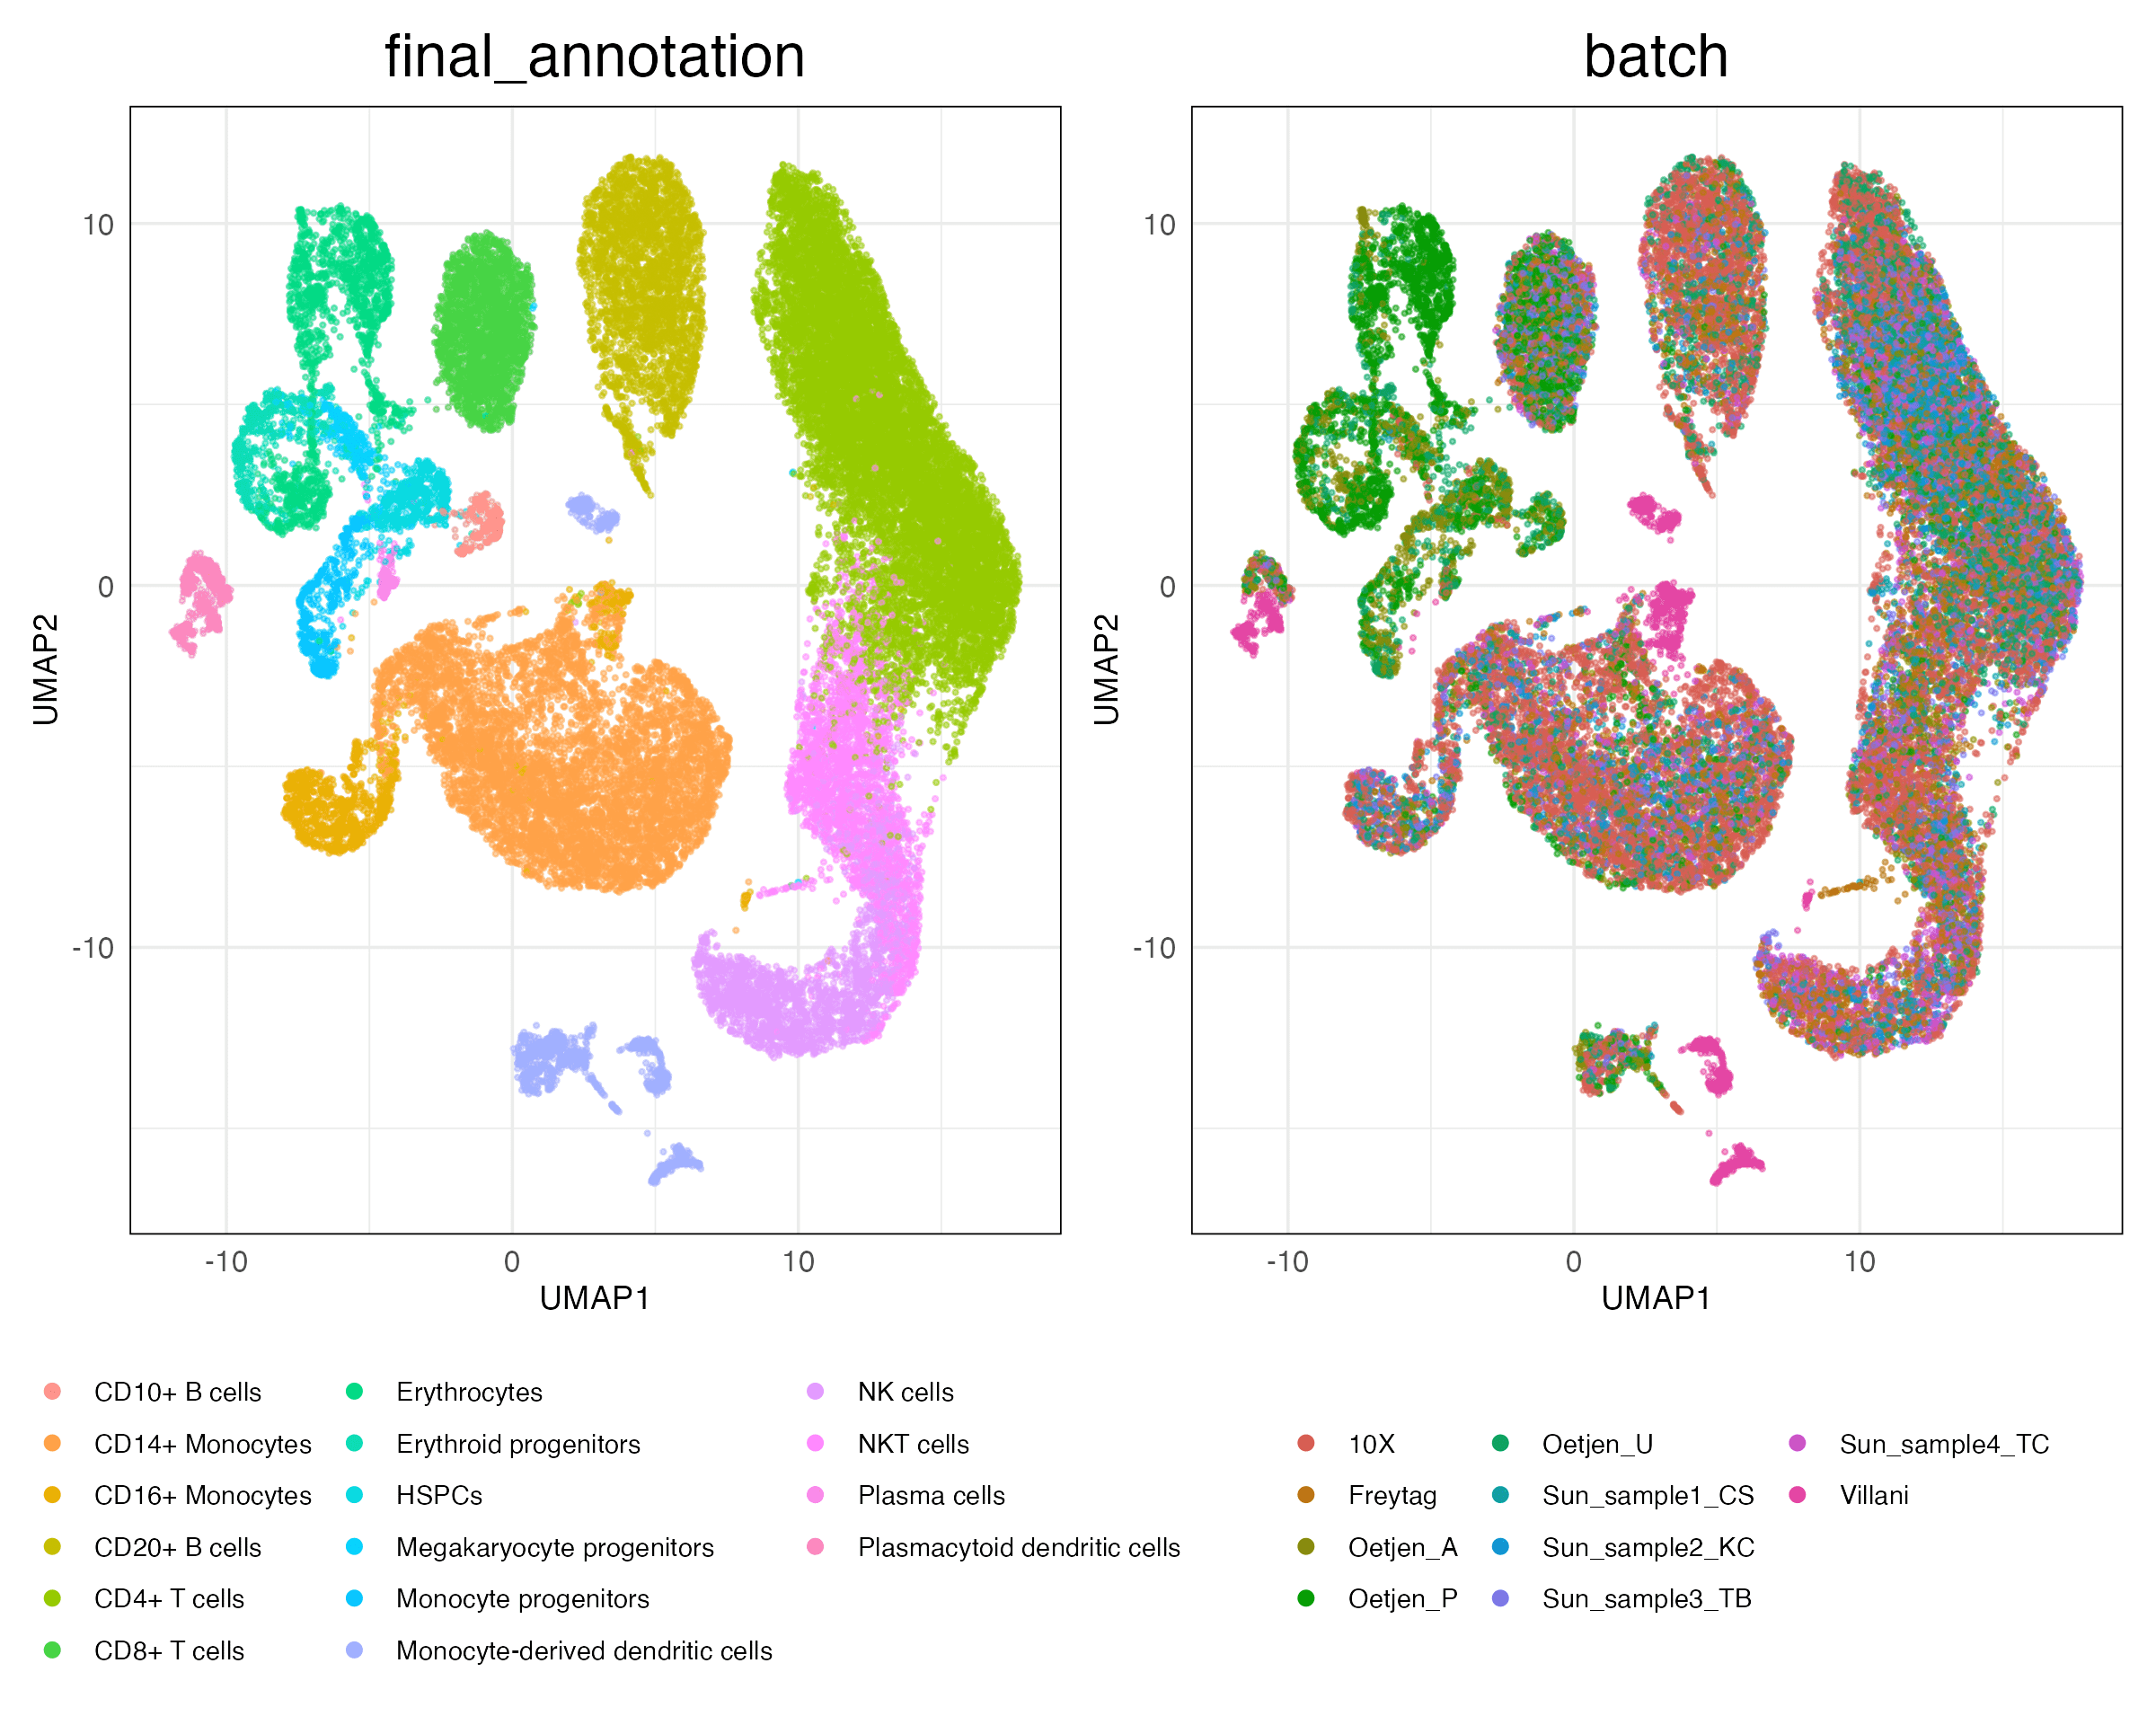 final_annotation
batch
10
0
-10
UMAP2
-10
0
10
UMAP1
10
0
-10
UMAP2
-10
0
10
UMAP1
CD10+ B cells
CD14+ Monocytes
CD16+ Monocytes
CD20+ B cells
CD4+ T cells
CD8+ T cells
Erythrocytes
Erythroid progenitors
HSPCs
Megakaryocyte progenitors
Monocyte progenitors
Monocyte-derived dendritic cells
NK cells
NKT cells
Plasma cells
Plasmacytoid dendritic cells
10X
Freytag
Oetjen_A
Oetjen_P
Oetjen_U
Sun_sample1_CS
Sun_sample2_KC
Sun_sample3_TB
Sun_sample4_TC
Villani